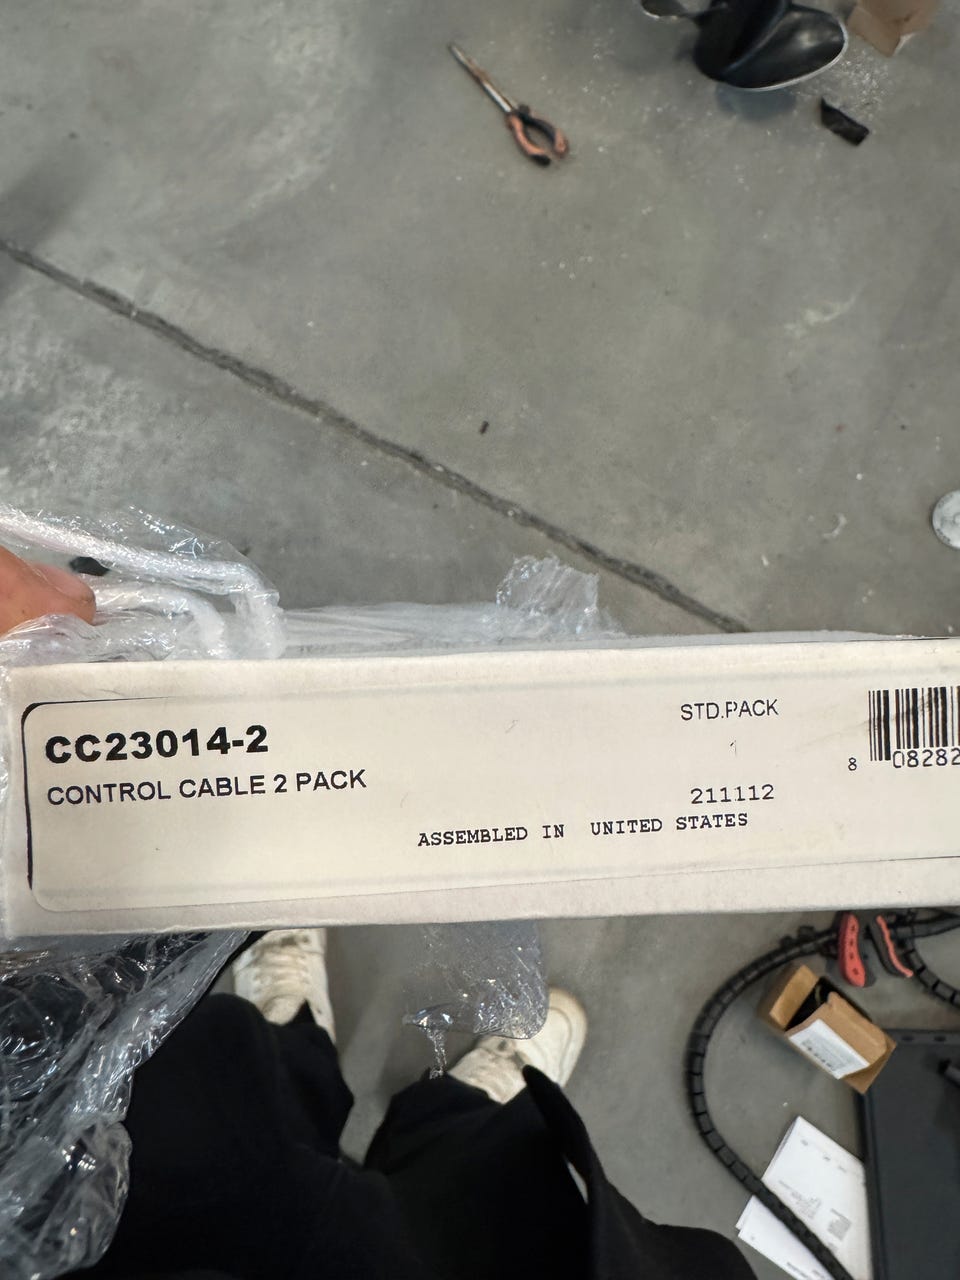 CC23014-2
CONTROL CABLE 2 PACK
STD.PACK
1
211112
ASSEMBLED IN UNITED STATES
8 08282